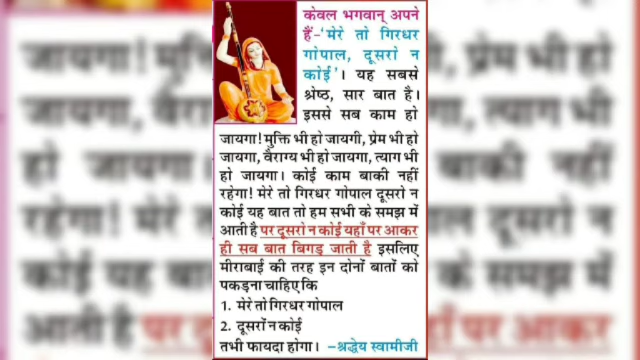 केवल भगवान् अपने
हैं-'मेरे तो गिरधर
गोपाल, दूसरो न
कोई'। यह सबसे
श्रेष्ठ, सार बात है।
इससे सब काम हो
जायगा! मुक्ति भी हो जायगी, प्रेम भी हो
जायगा, वैराग्य भी हो जायगा, त्याग भी
हो जायगा। कोई काम बाकी नहीं
रहेगा! मेरे तो गिरधर गोपाल दूसरो न
कोई यह बात तो हम सभी के समझ में
आती है पर दूसरो न कोई यहाँ पर आकर
ही सब बात बिगड़ जाती है इसलिए
मीराबाई की तरह इन दोनों बातों को
पकड़ना चाहिए कि
1. मेरे तो गिरधर गोपाल
2. दूसरों न कोई
तभी फायदा होगा। -श्रद्धेय स्वामीजी